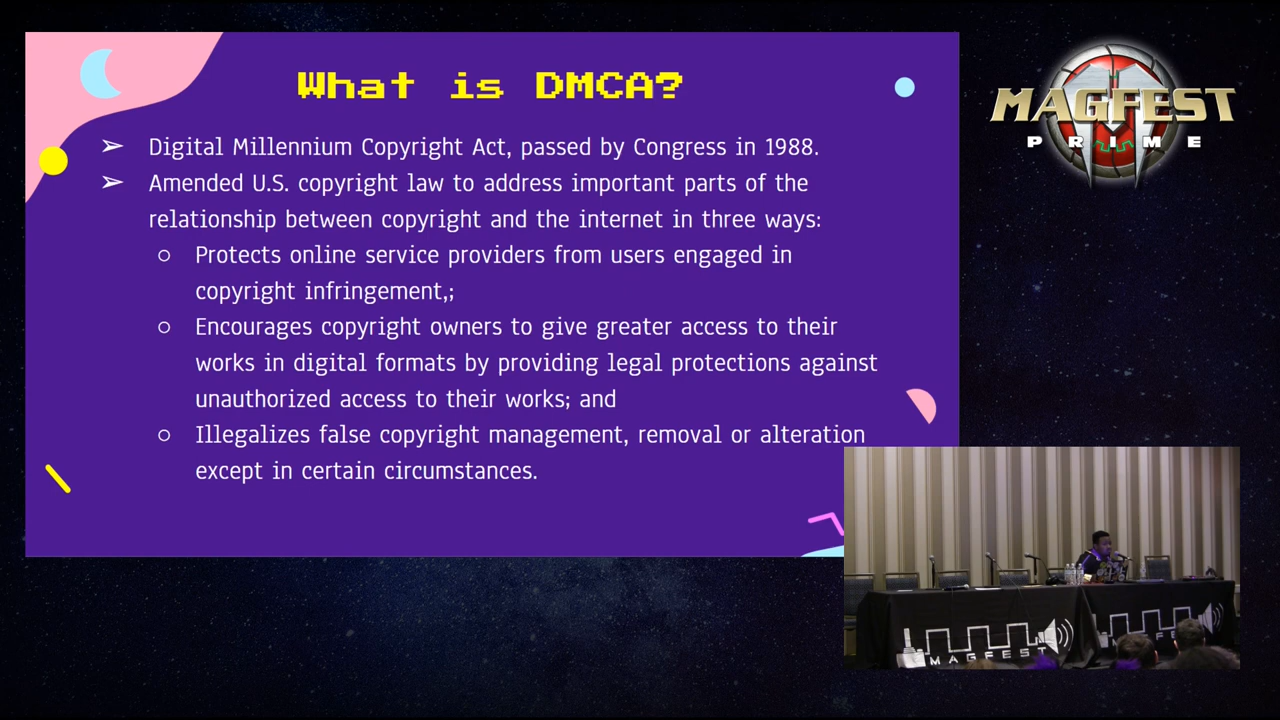 What is DMCA?
➢ Digital Millennium Copyright Act, passed by Congress in 1988.
➢ Amended U.S. copyright law to address important parts of the
relationship between copyright and the internet in three ways:
○ Protects online service providers from users engaged in
copyright infringement,;
○ Encourages copyright owners to give greater access to their
works in digital formats by providing legal protections against
unauthorized access to their works; and
○ Illegalizes false copyright management, removal or alteration
except in certain circumstances.
MAGFEST
PRIME
MAGFEST
MAGFE